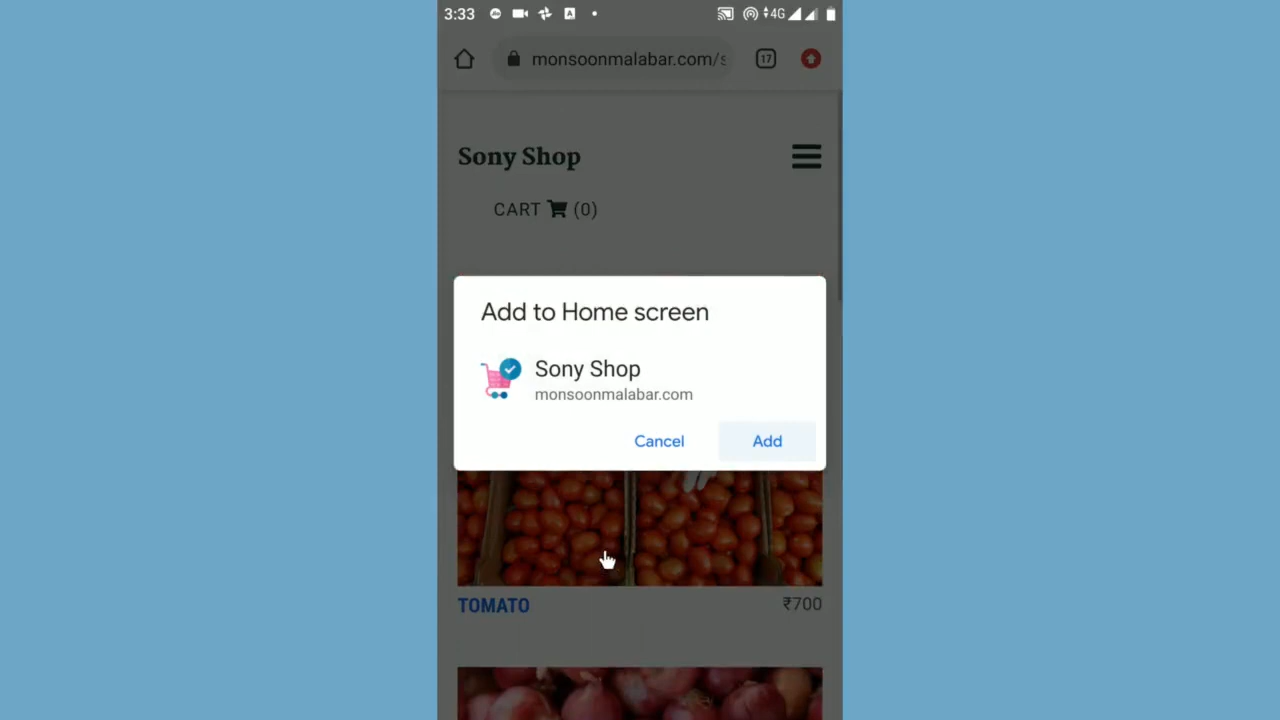 3:33
4G
monsoonmalabar.com/s
17
Sony Shop
CART (0)
Add to Home screen
Sony Shop
monsoonmalabar.com
Cancel
Add
TOMATO
₹700